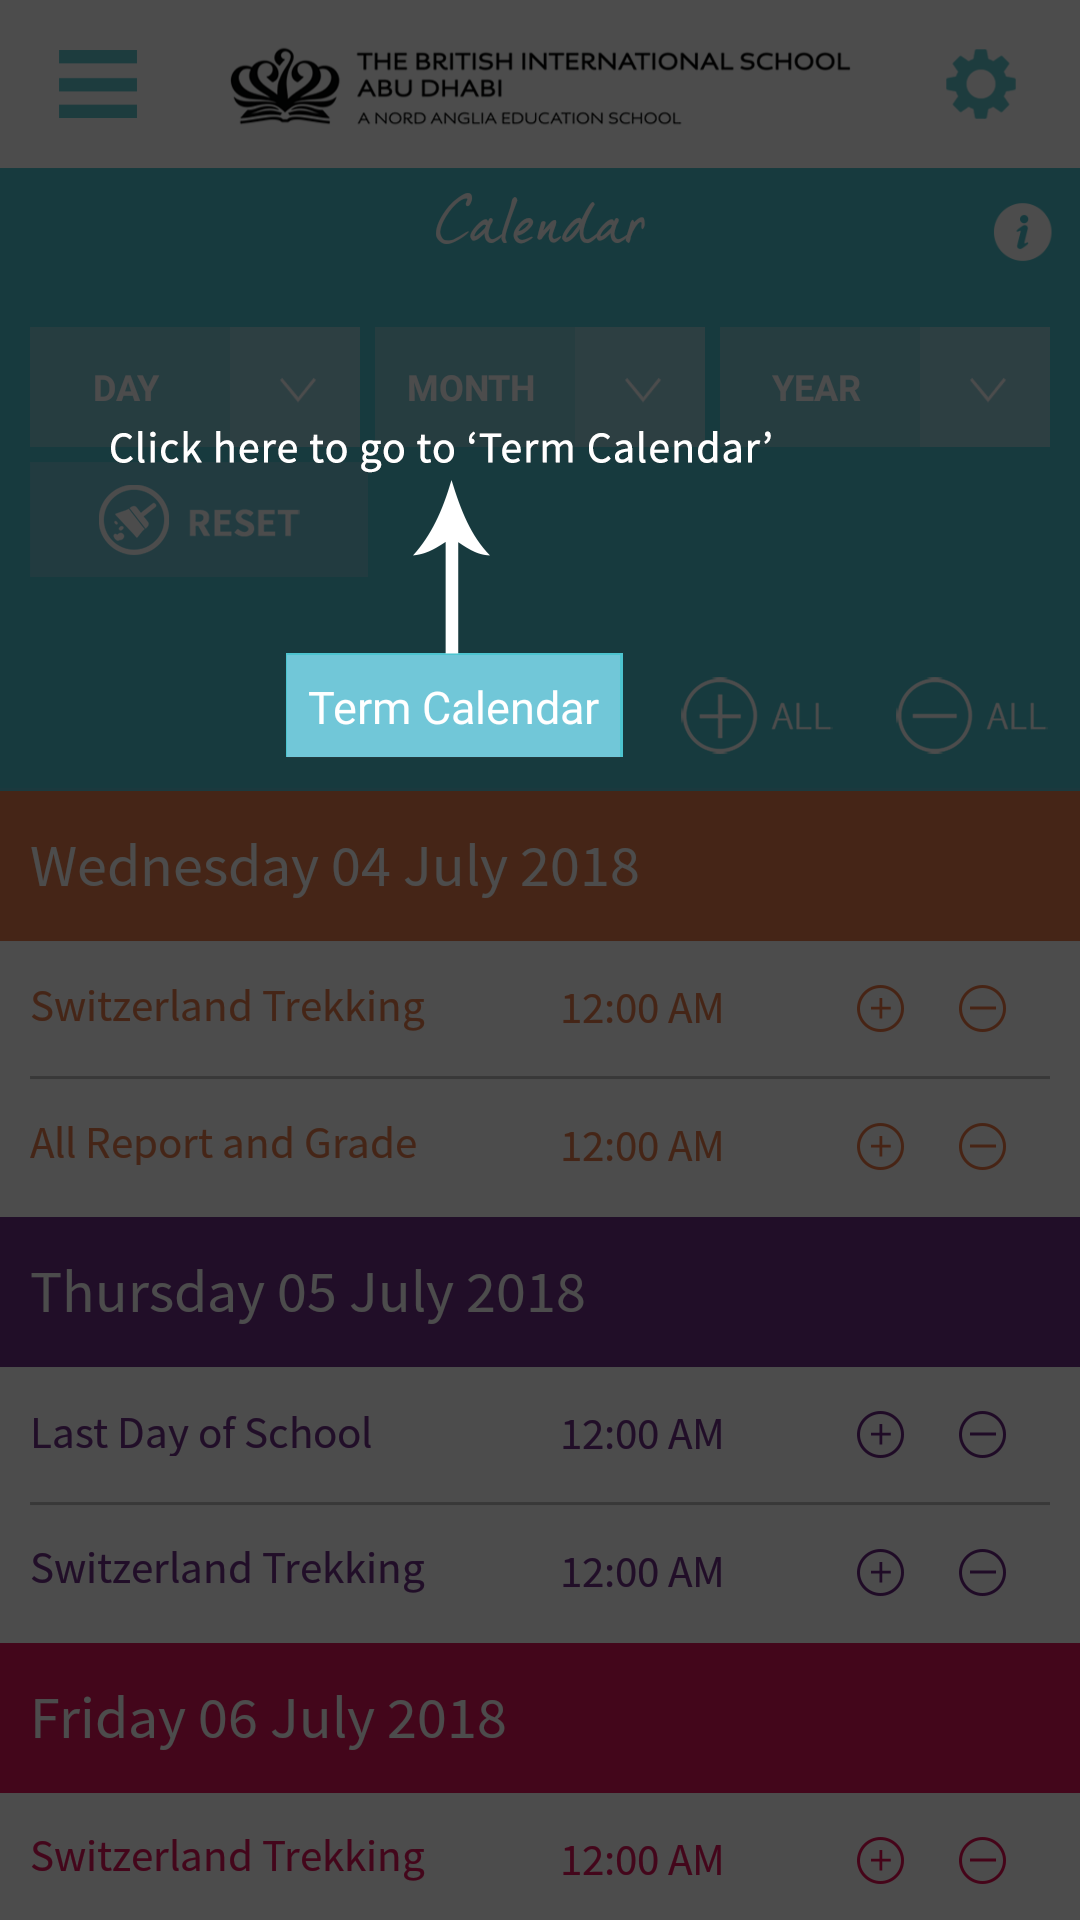 THE BRITISH INTERNATIONAL SCHOOL
ABU DHABI
A NORD ANGLIA EDUCATION SCHOOL
Calendar
i
DAY MONTH YEAR
Click here to go to ‘Term Calendar’
RESET
Term Calendar ALL ALL
Wednesday 04 July 2018
Switzerland Trekking 12:00 AM
All Report and Grade 12:00 AM
Thursday 05 July 2018
Last Day of School 12:00 AM
Switzerland Trekking 12:00 AM
Friday 06 July 2018
Switzerland Trekking 12:00 AM